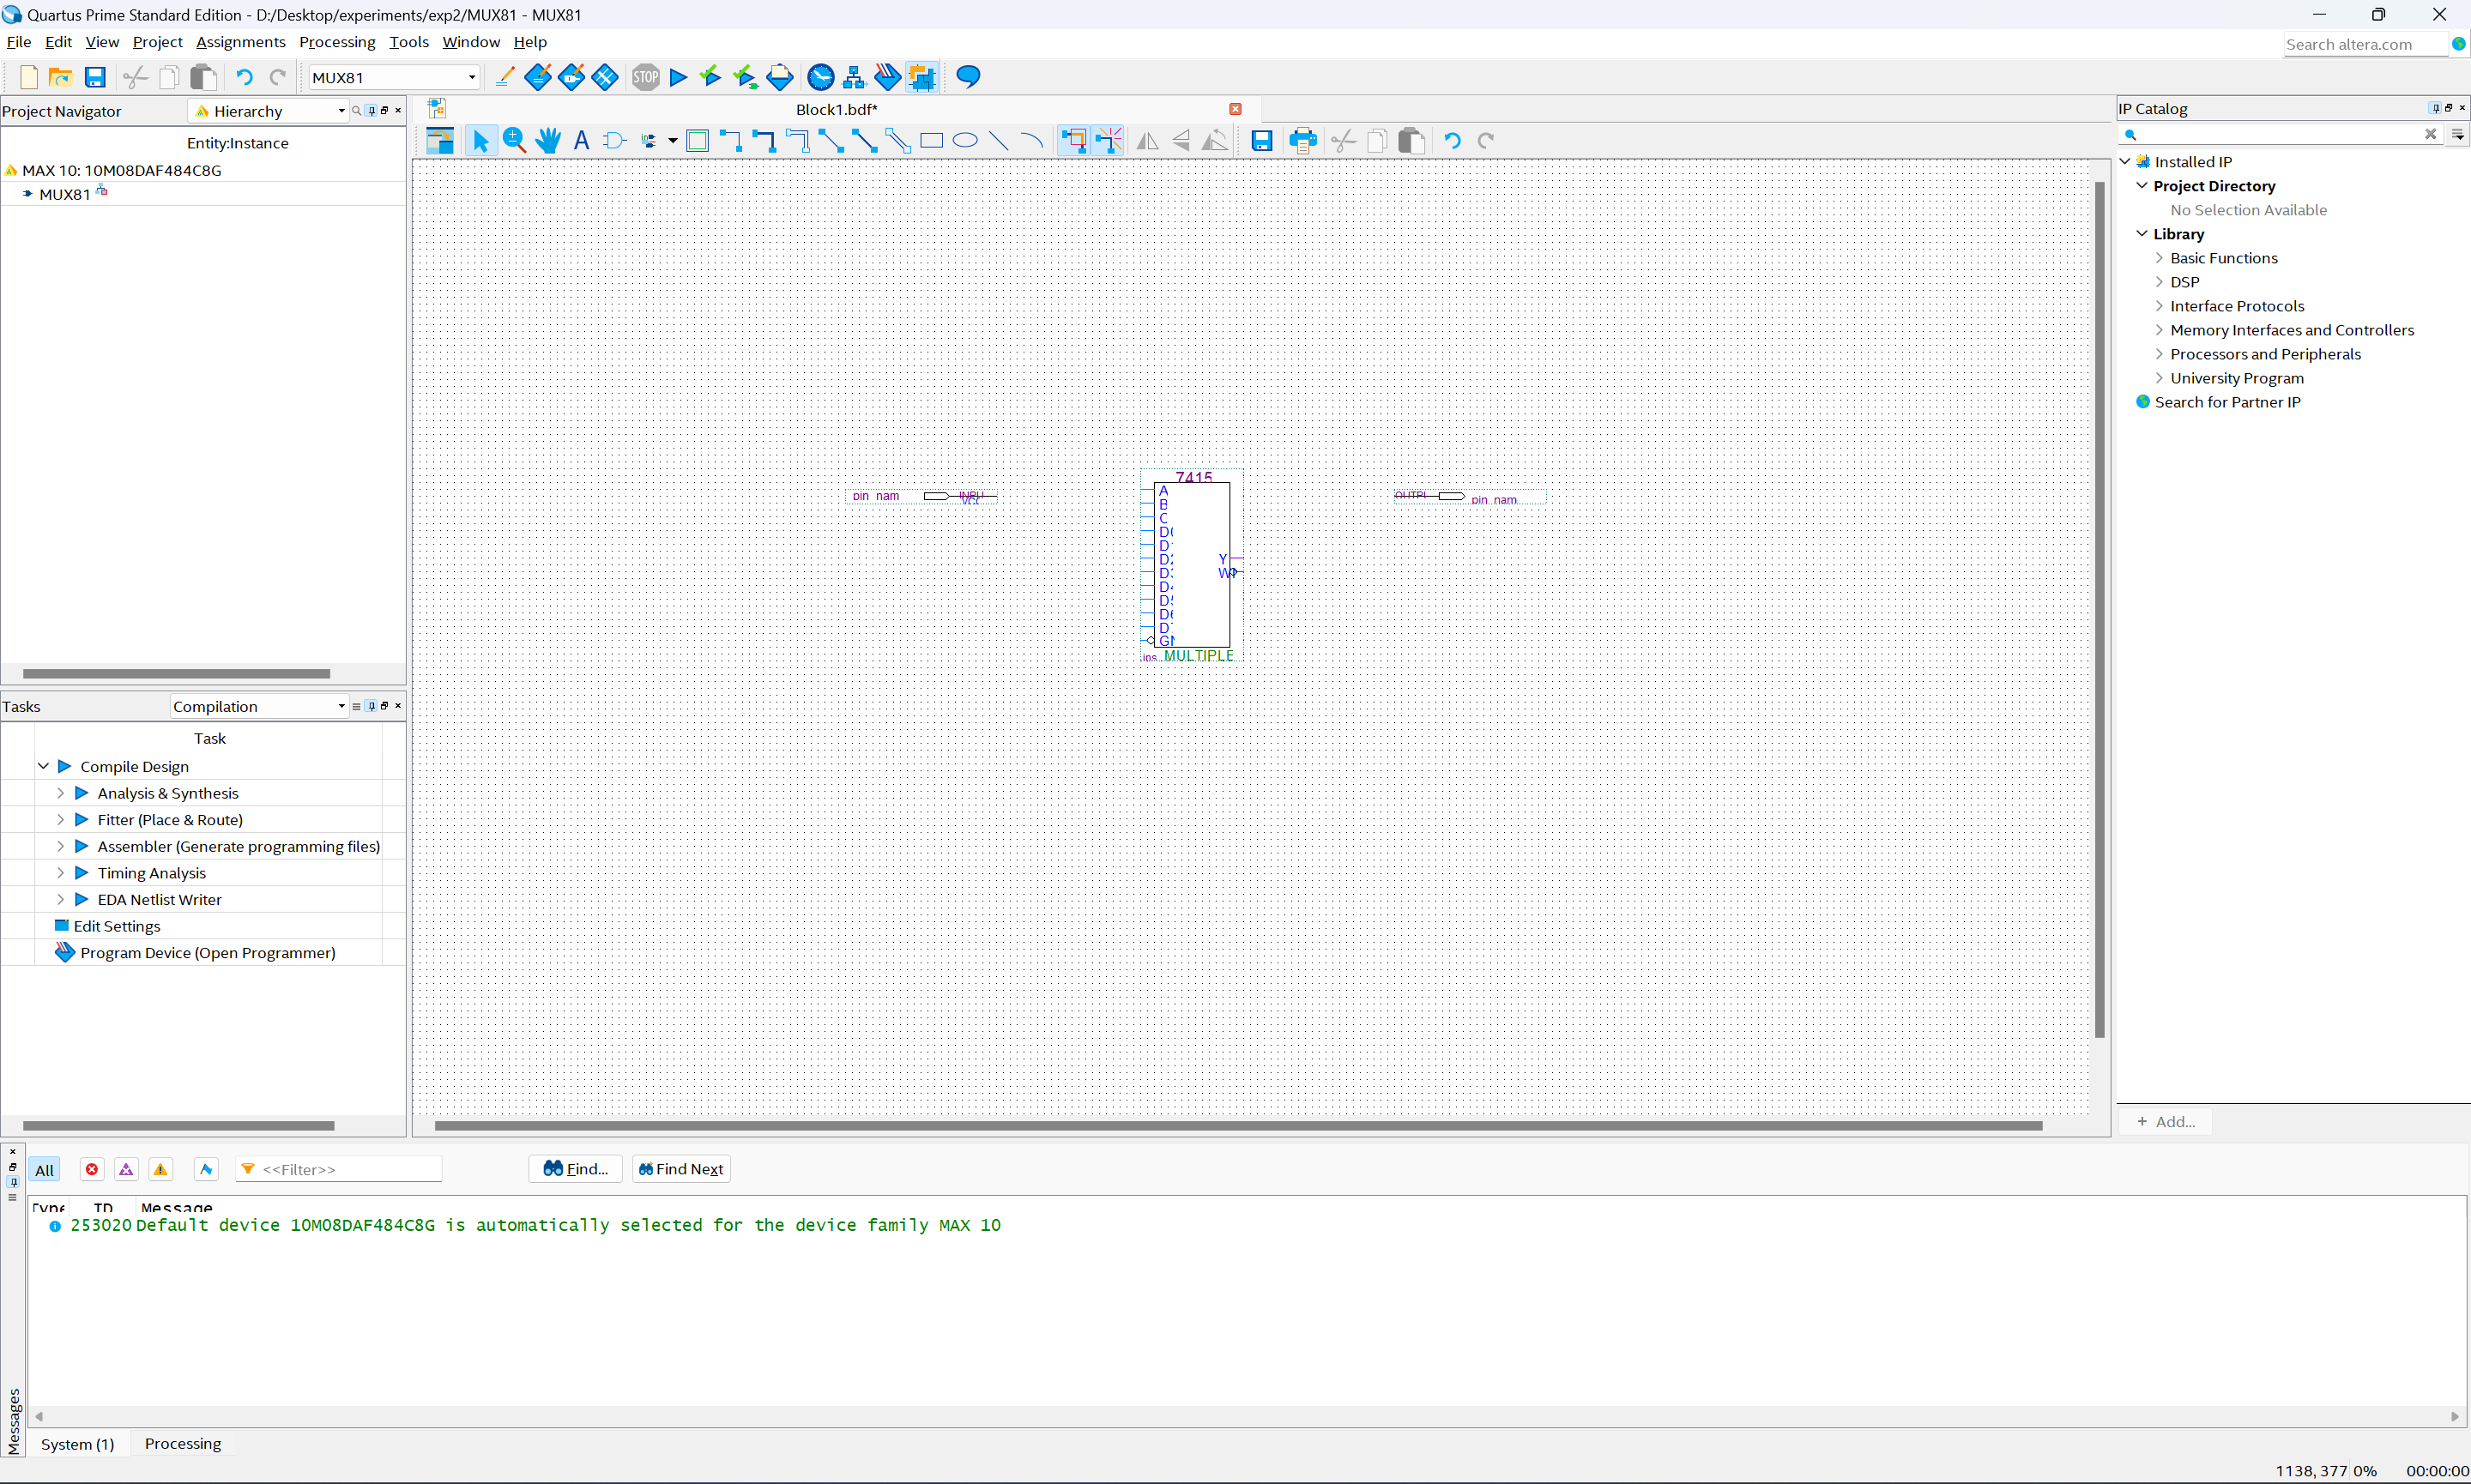 Quartus Prime Standard Edition - D:/Desktop/experiments/exp2/MUX81 - MUX81
File Edit View Project Assignments Processing Tools Window Help
Search altera.com
MUX81
STOP
Project Navigator
Hierarchy
Entity:Instance
MAX 10: 10M08DAF484C8G
MUX81
Tasks
Compilation
Task
Compile Design
Analysis & Synthesis
Fitter (Place & Route)
Assembler (Generate programming files)
Timing Analysis
EDA Netlist Writer
Edit Settings
Program Device (Open Programmer)
Block1.bdf*
pin_nam
7415
A
B
C
D
Y
W
MULTIPLE
ins
pin_nam
IP Catalog
Installed IP
Project Directory
No Selection Available
Library
Basic Functions
DSP
Interface Protocols
Memory Interfaces and Controllers
Processors and Peripherals
University Program
Search for Partner IP
+ Add...
Messages
All
<<Filter>>
Find...
Find Next
Type ID Message
253020 Default device 10M08DAF484C8G is automatically selected for the device family MAX 10
System (1) Processing
1138, 377 0% 00:00:00